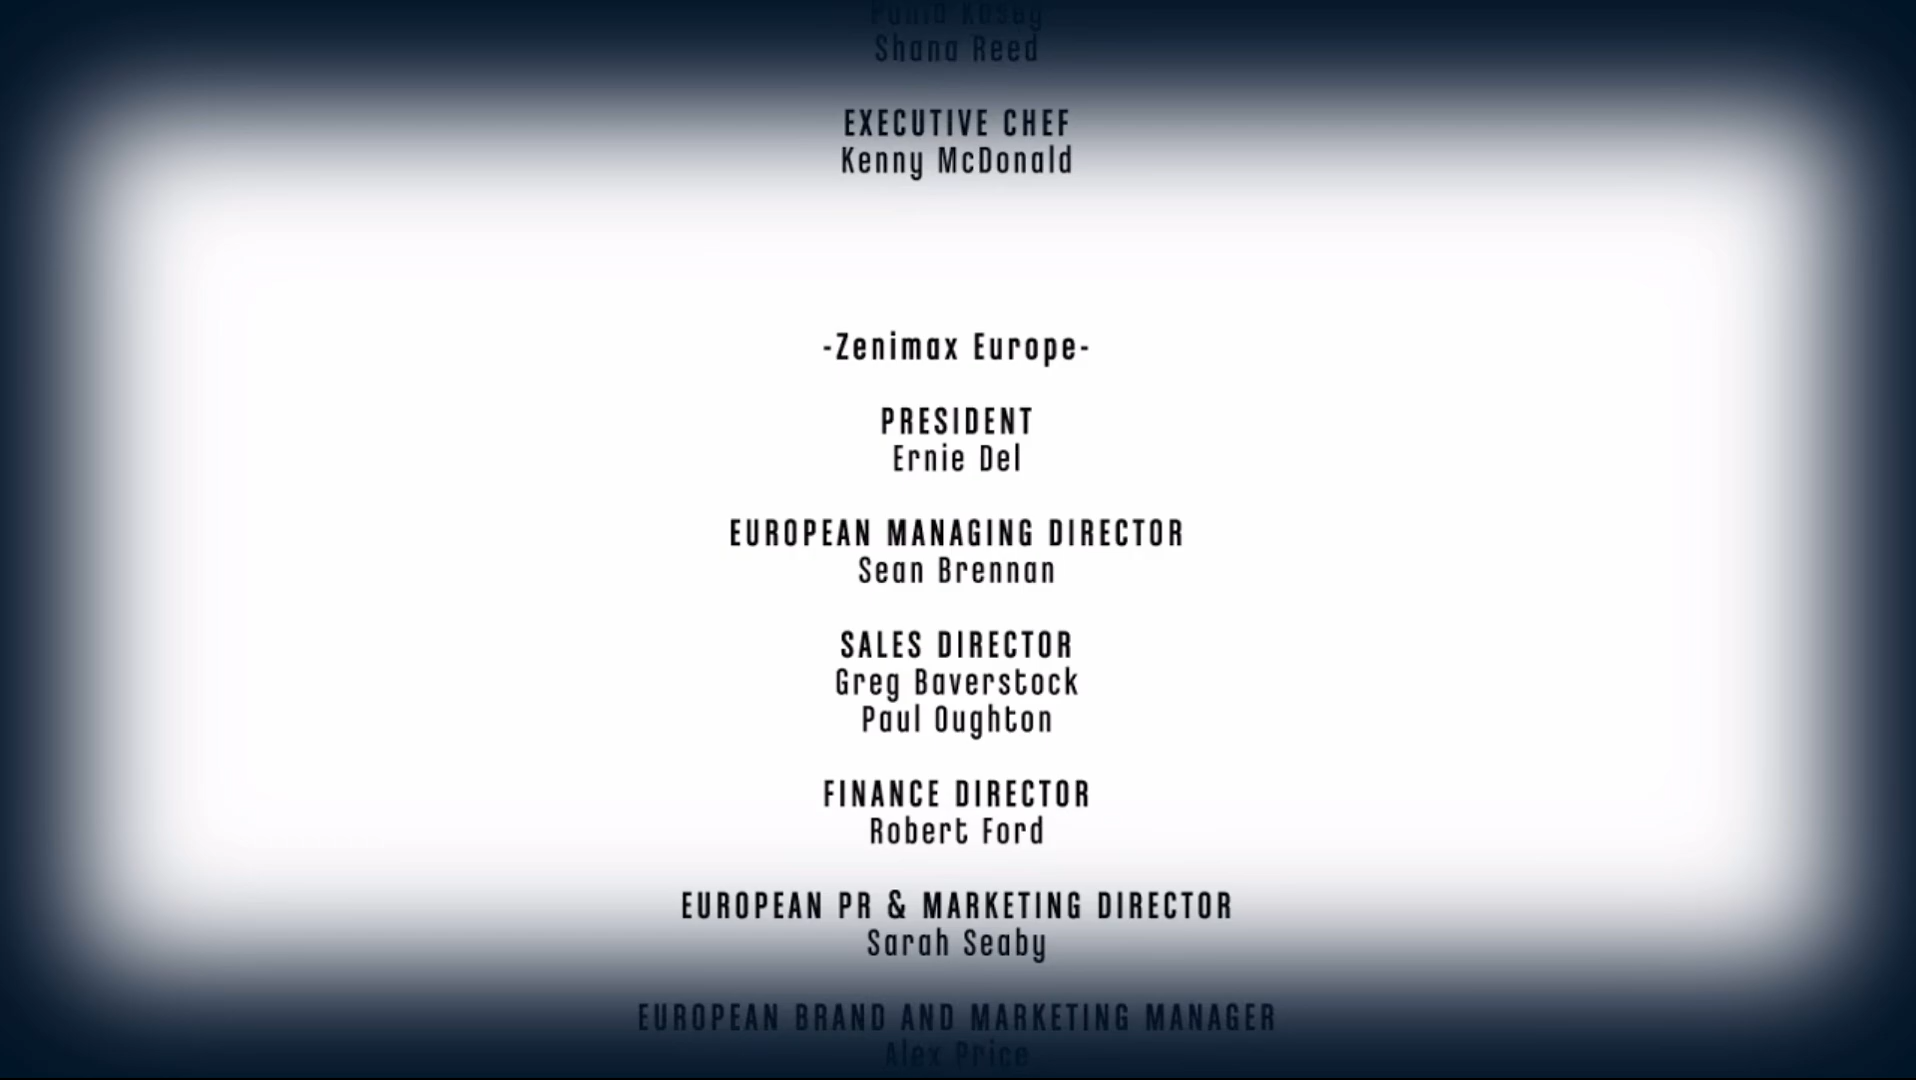 Shana Reed
EXECUTIVE CHEF
Kenny McDonald
-Zenimax Europe-
PRESIDENT
Ernie Del
EUROPEAN MANAGING DIRECTOR
Sean Brennan
SALES DIRECTOR
Greg Baverstock
Paul Oughton
FINANCE DIRECTOR
Robert Ford
EUROPEAN PR & MARKETING DIRECTOR
Sarah Seaby
EUROPEAN BRAND AND MARKETING MANAGER
Alex Price